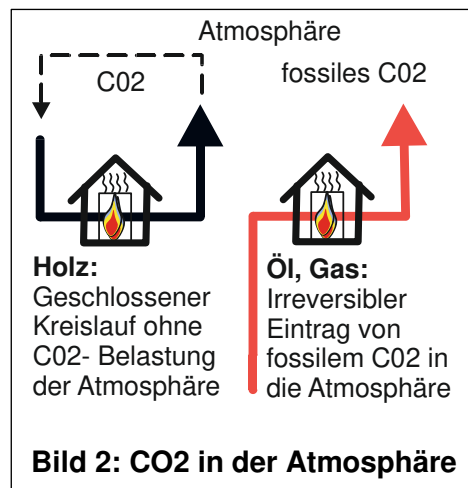 Atmosphäre
C02
fossiles C02
Holz:
Geschlossener
Kreislauf ohne
C02- Belastung
der Atmosphäre
Öl, Gas:
Irreversibler
Eintrag von
fossilem C02 in
die Atmosphäre
Bild 2: CO2 in der Atmosphäre